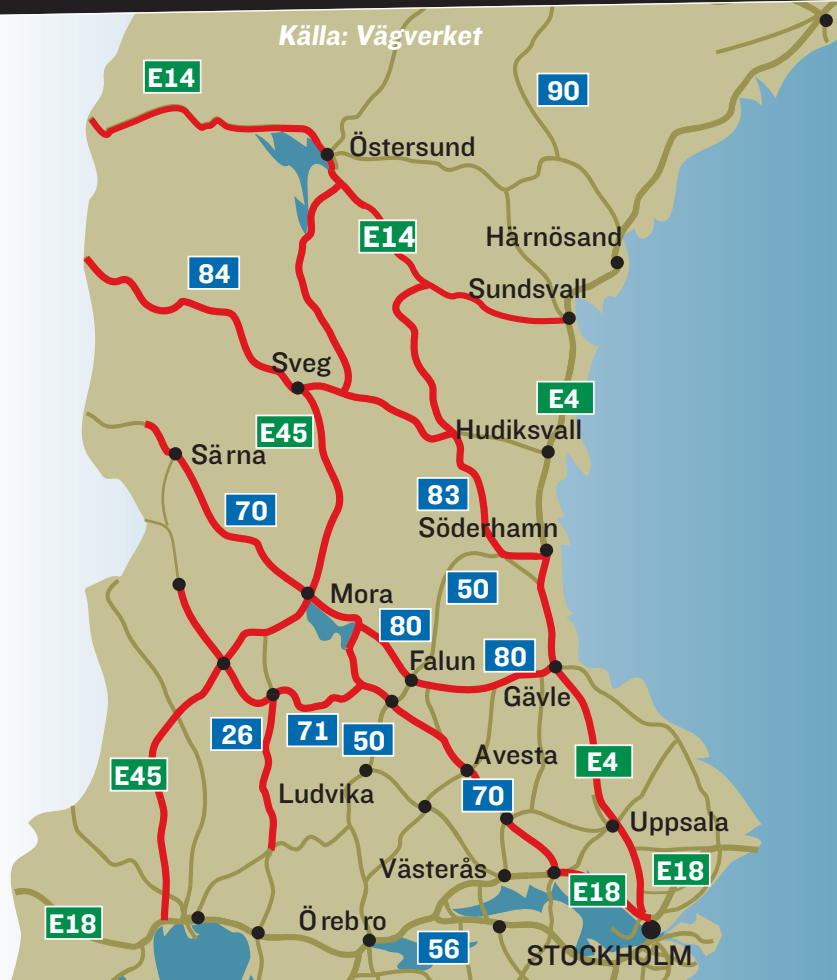 Källa: Vägverket
E14
90
Östersund
E14
Härnösand
84
Sundsvall
Sveg
E4
E45
Hudiksvall
Särna
83
70
Söderhamn
50
Mora
80
Falun
80
Gävle
26
71
50
Avesta
E4
E45
Ludvika
70
Uppsala
Västerås
E18
E18
E18
Örebro
56
STOCKHOLM